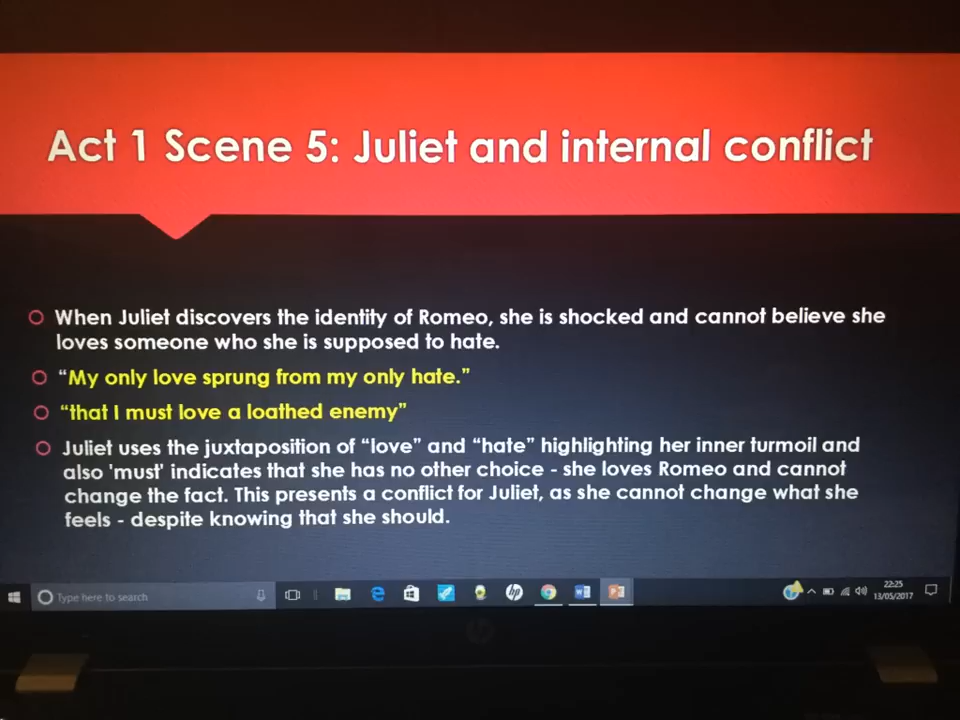 Act 1 Scene 5: Juliet and internal conflict
When Juliet discovers the identity of Romeo, she is shocked and cannot believe she
loves someone who she is supposed to hate.
“My only love sprung from my only hate.”
“that I must love a loathed enemy”
Juliet uses the juxtaposition of “love” and “hate” highlighting her inner turmoil and
also 'must' indicates that she has no other choice - she loves Romeo and cannot
change the fact. This presents a conflict for Juliet, as she cannot change what she
feels - despite knowing that she should.
Type here to search
22:25
13/05/2017
hp